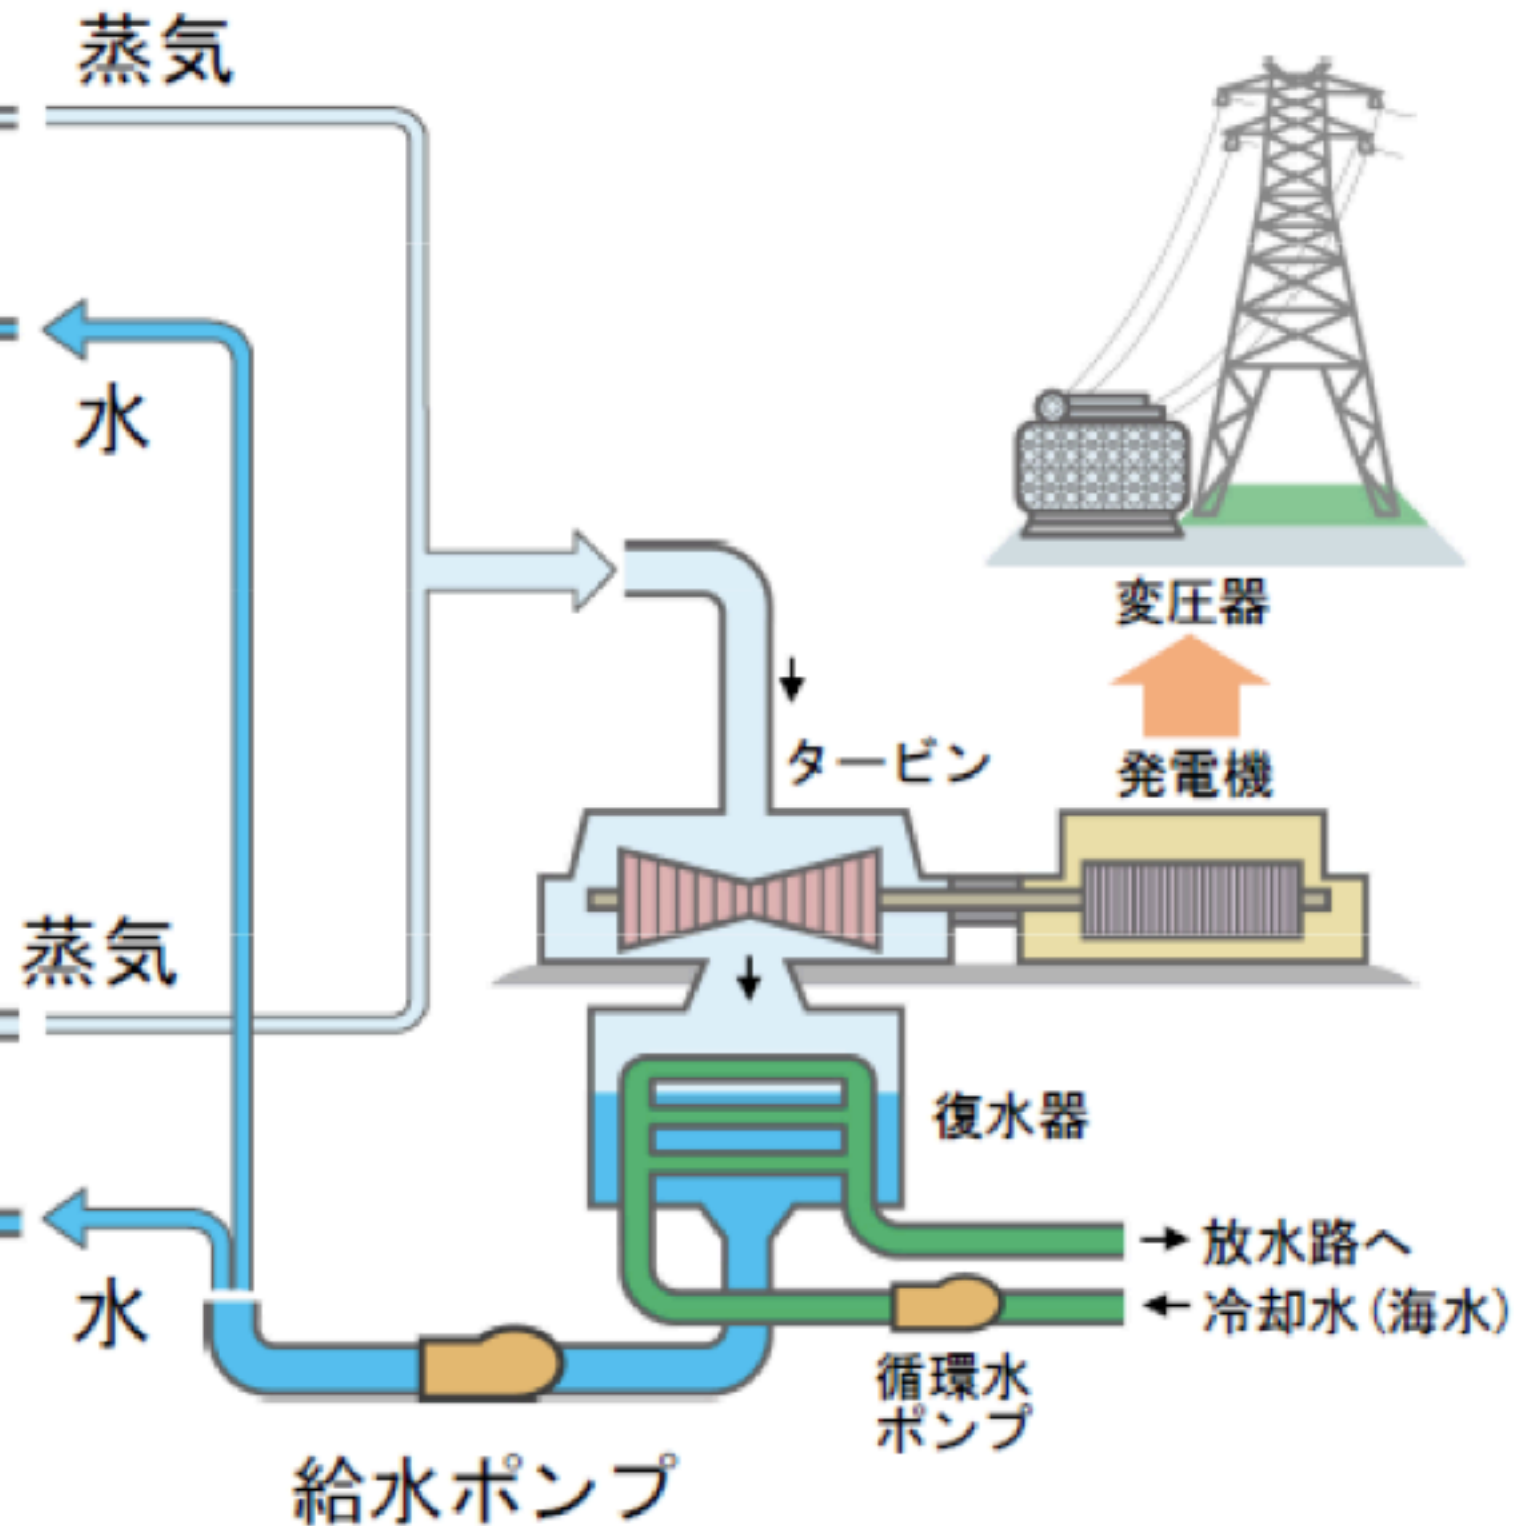 蒸気
水
変圧器
タービン
発電機
蒸気
復水器
放水路へ
水
冷却水(海水)
循環水
ポンプ
給水ポンプ